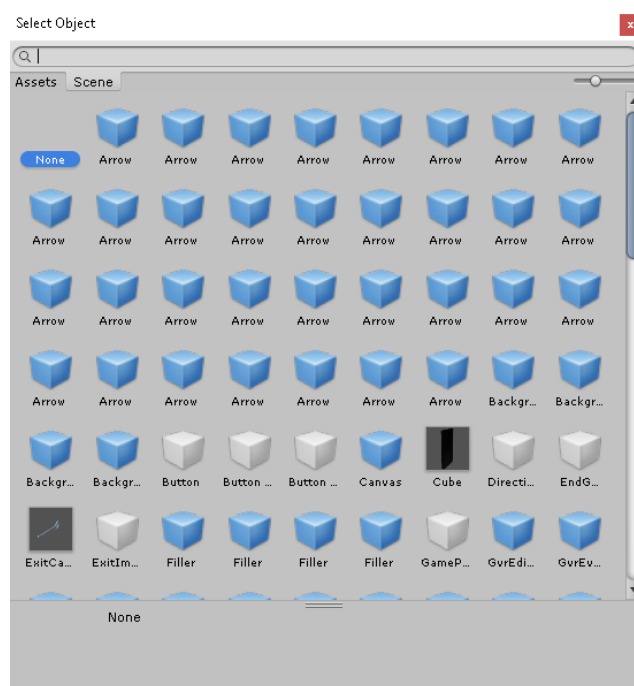 Select Object
x
Assets Scene
None Arrow Arrow Arrow Arrow Arrow Arrow Arrow Arrow
Arrow Arrow Arrow Arrow Arrow Arrow Arrow Arrow Arrow
Arrow Arrow Arrow Arrow Arrow Arrow Arrow Arrow Arrow
Arrow Arrow Arrow Arrow Arrow Arrow Arrow Backgr... Backgr...
Backgr... Backgr... Button Button ... Button ... Canvas Cube Directi... EndG...
ExitCa... ExitIm... Filler Filler Filler Filler GameP... GvrEdi... GvrEv...
None